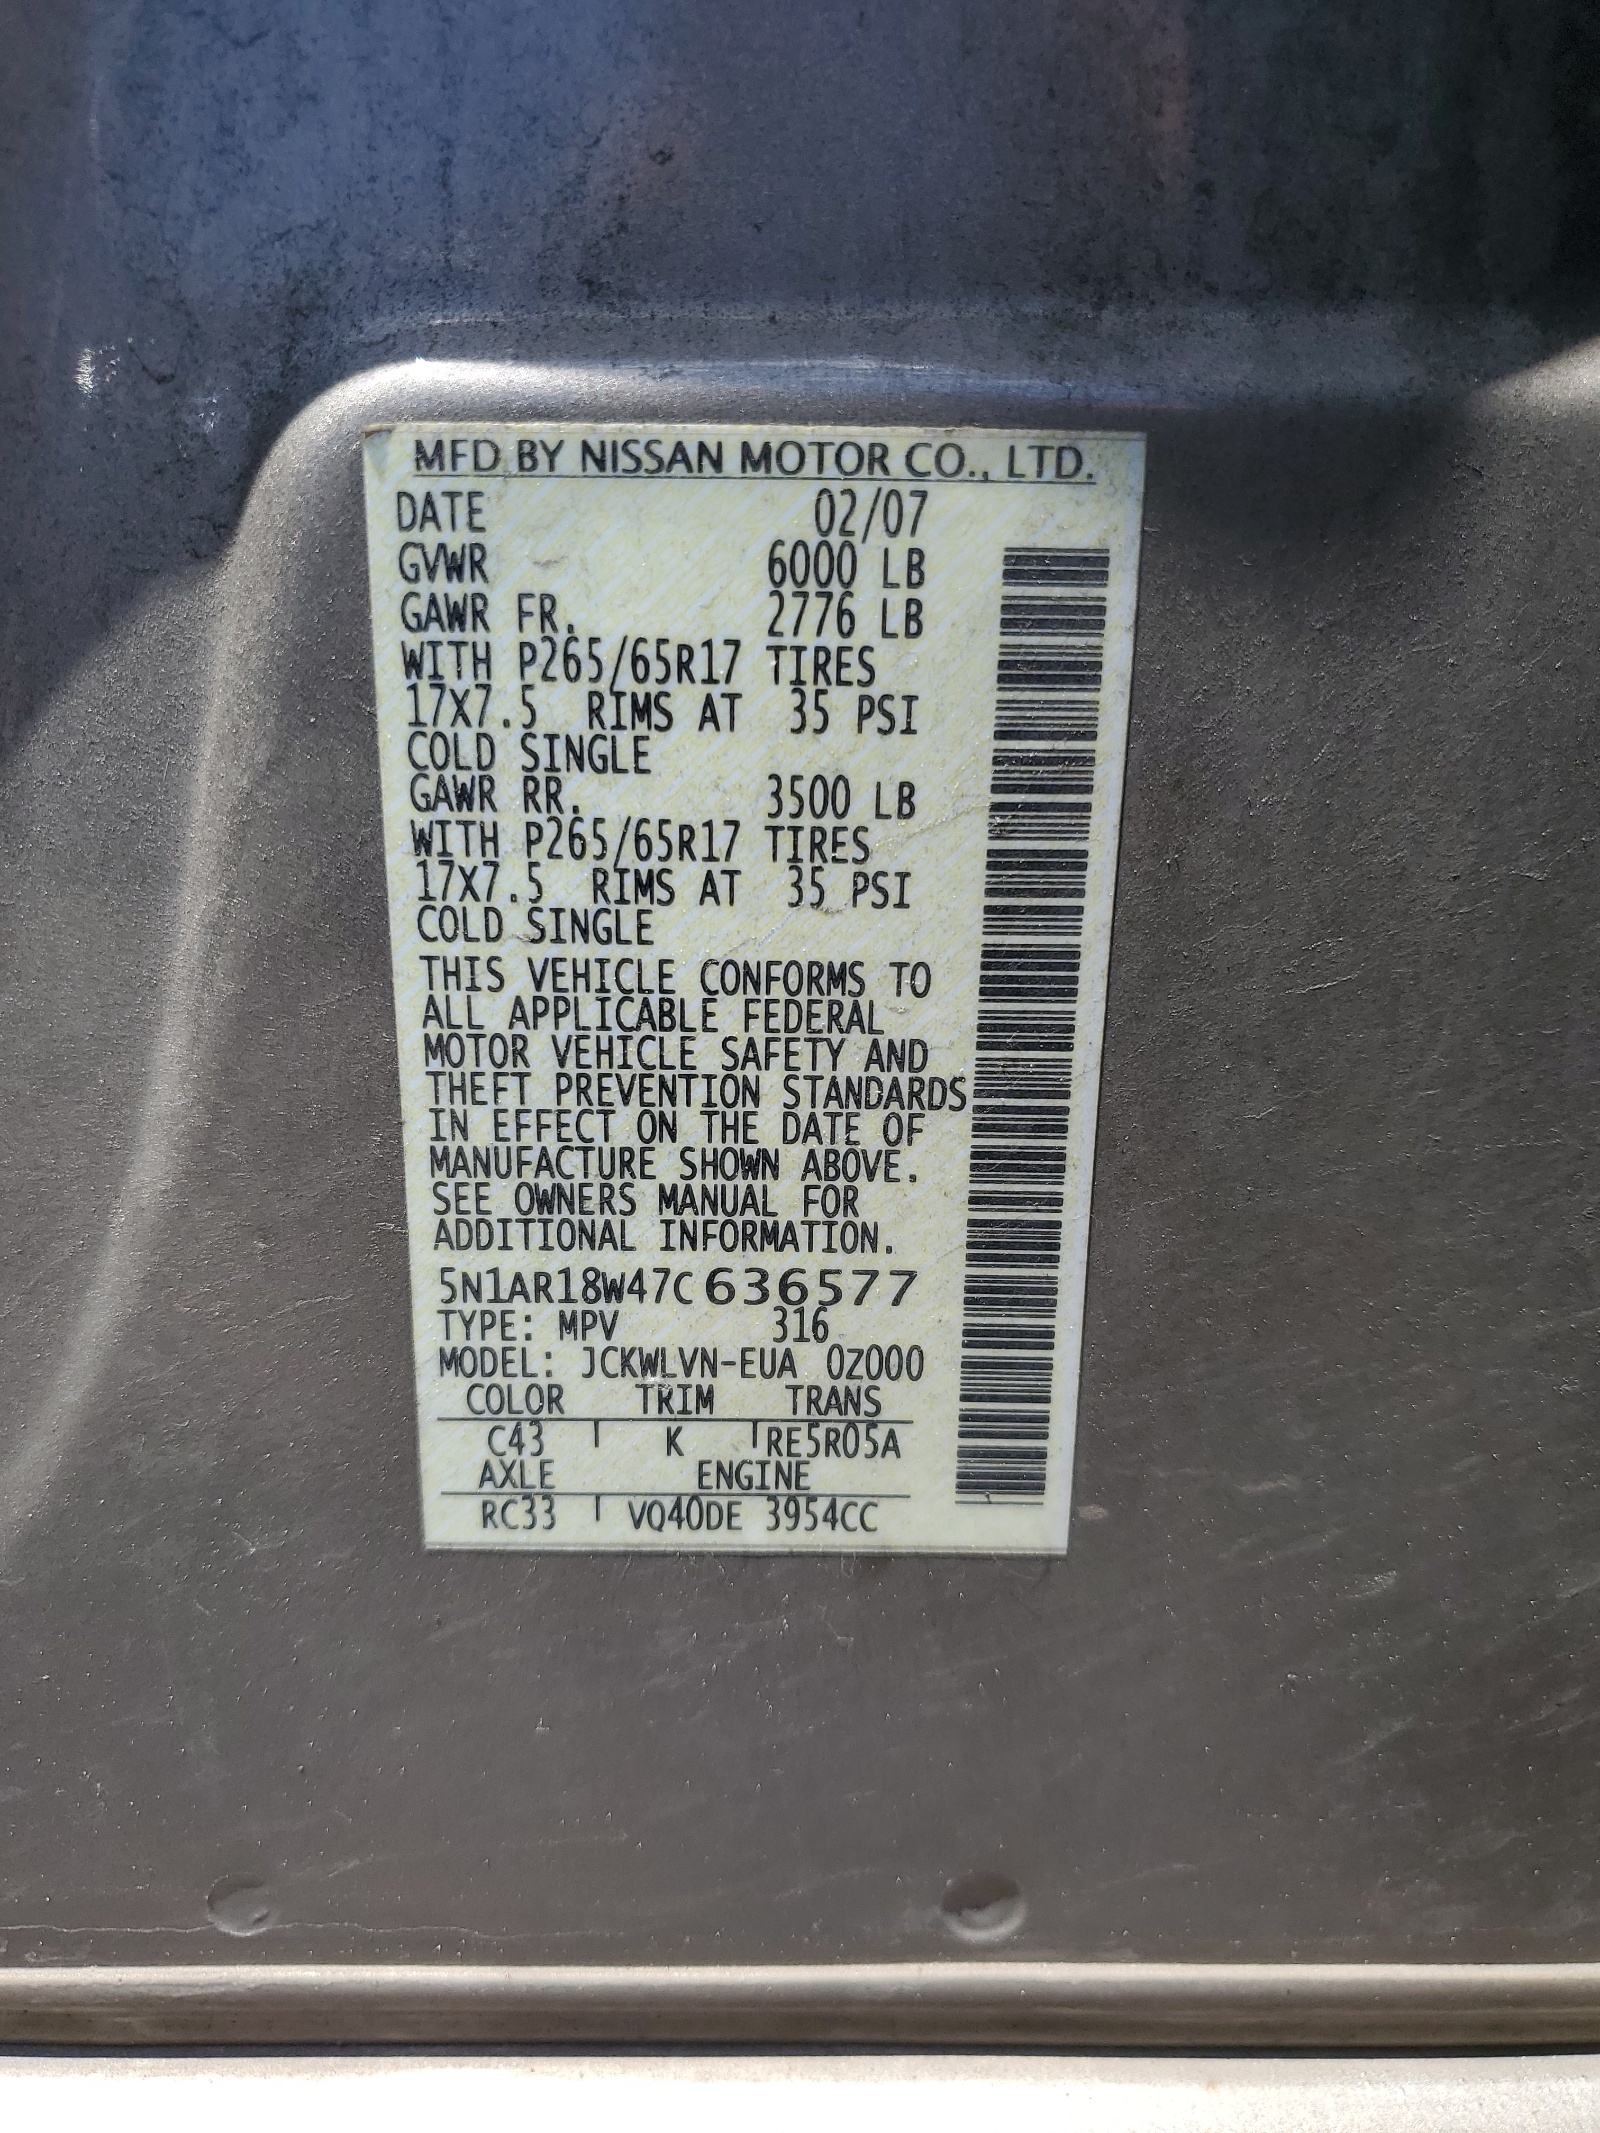 MFD BY NISSAN MOTOR CO., LTD.
DATE 02/07
GVWR 6000 LB
GAWR FR. 2776 LB
WITH P265/65R17 TIRES
17X7.5 RIMS AT 35 PSI
COLD SINGLE
GAWR RR. 3500 LB
WITH P265/65R17 TIRES
17X7.5 RIMS AT 35 PSI
COLD SINGLE
THIS VEHICLE CONFORMS TO
ALL APPLICABLE FEDERAL
MOTOR VEHICLE SAFETY AND
THEFT PREVENTION STANDARDS
IN EFFECT ON THE DATE OF
MANUFACTURE SHOWN ABOVE.
SEE OWNERS MANUAL FOR
ADDITIONAL INFORMATION.
5N1AR18W47C636577
TYPE: MPV 316
MODEL: JCKWLVN-EUA 0Z000
COLOR TRIM TRANS
C43 K RE5R05A
AXLE ENGINE
RC33 VQ40DE 3954CC